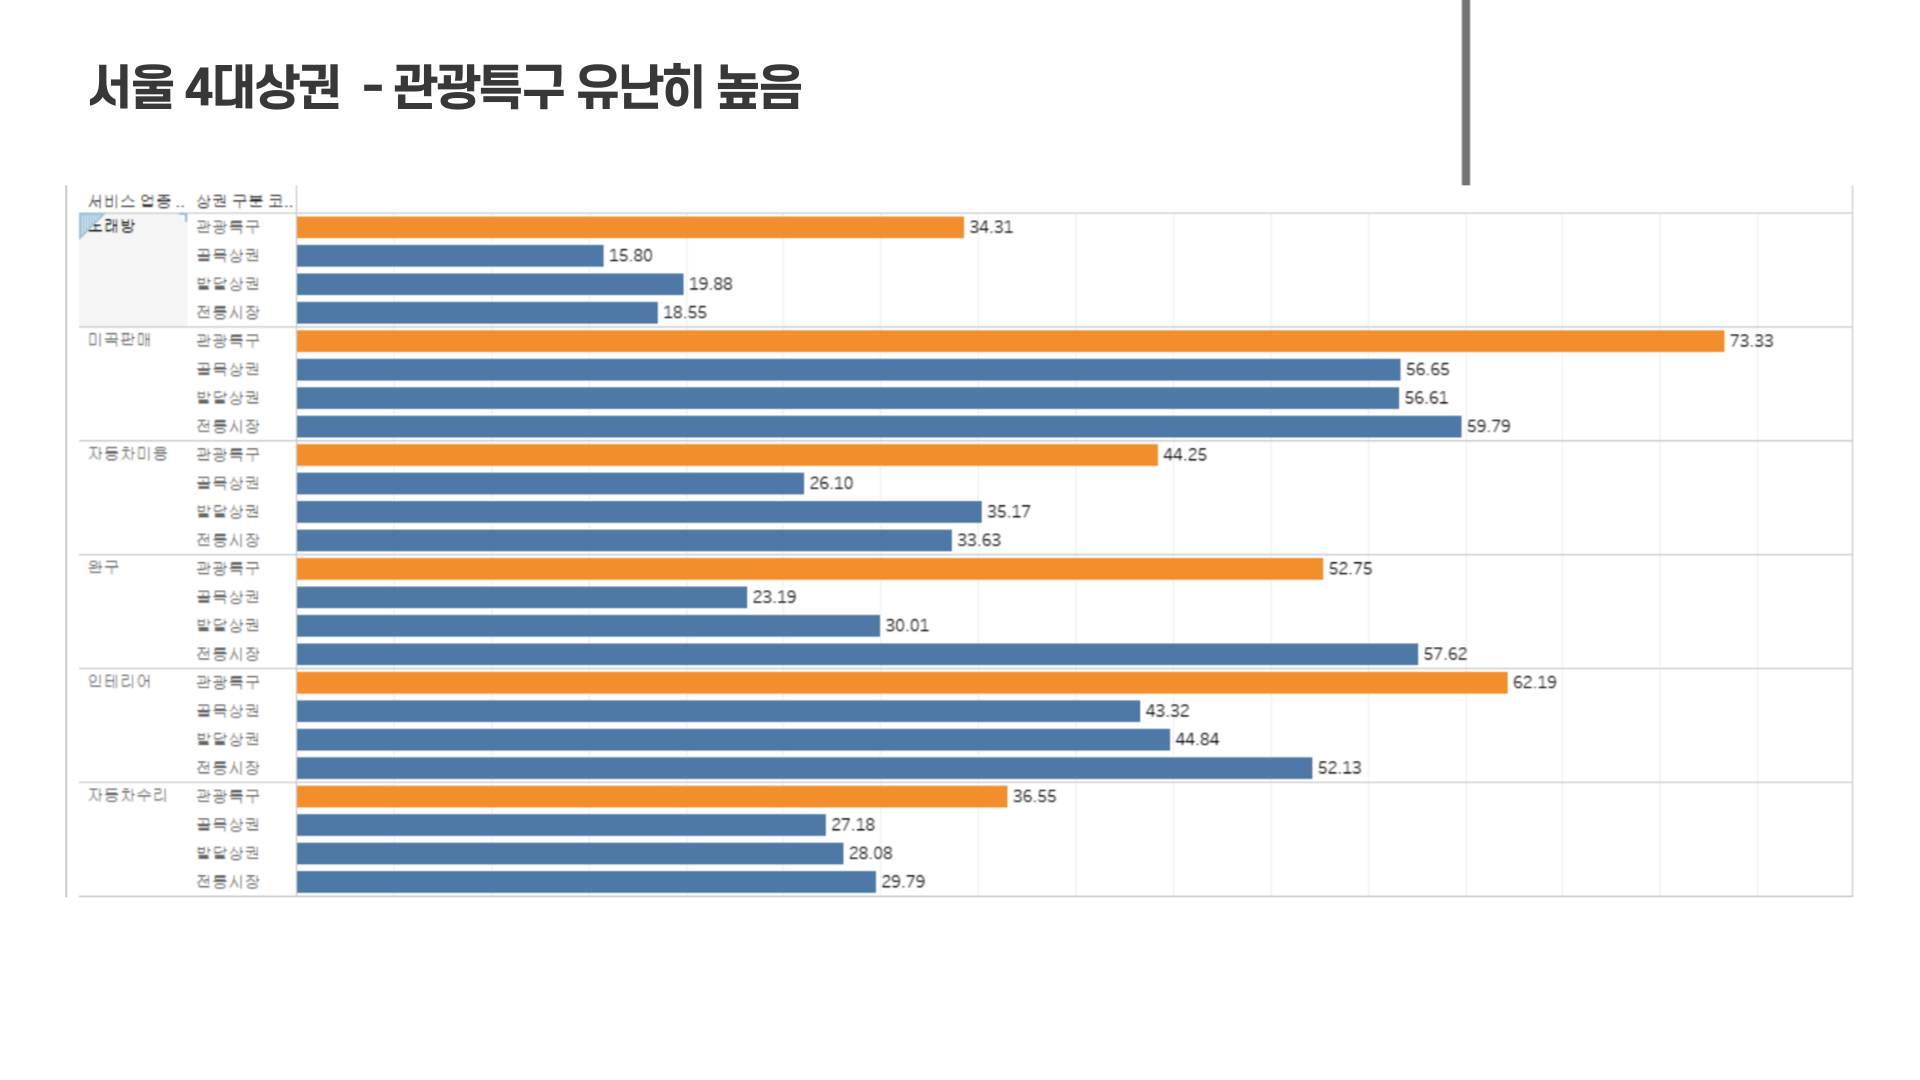 서울 4대상권 - 관광특구 유난히 높음
서비스 업종 .. 상권 구분 코..
노래방 관광특구 34.31
골목상권 15.80
발달상권 19.88
전통시장 18.55
미곡판매 관광특구 73.33
골목상권 56.65
발달상권 56.61
전통시장 59.79
자동차미용 관광특구 44.25
골목상권 26.10
발달상권 35.17
전통시장 33.63
완구 관광특구 52.75
골목상권 23.19
발달상권 30.01
전통시장 57.62
인테리어 관광특구 62.19
골목상권 43.32
발달상권 44.84
전통시장 52.13
자동차수리 관광특구 36.55
골목상권 27.18
발달상권 28.08
전통시장 29.79